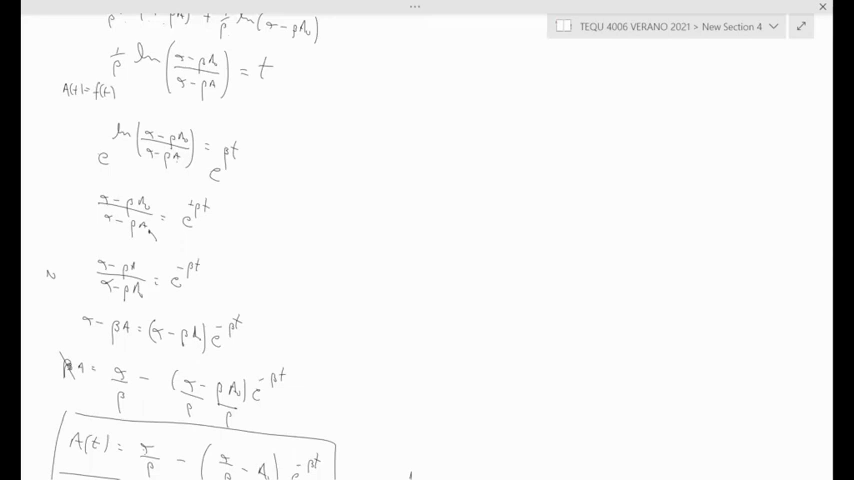 TEQU 4006 VERANO 2021 > New Section 4
1/β ln((α-βA₀)/(α-βA)) = t
A(t)=f(t)
e^(ln((α-βA₀)/(α-βA))) = e^(βt)
(α-βA₀)/(α-βA) = e^(+βt)
(α-βA)/(α-βA₀) = e^(-βt)
α-βA = (α-βA₀)e^(-βt)
A = α/β - (α/β - βA₀/β)e^(-βt)
A(t) = α/β - (α/β - A₀)e^(-βt)